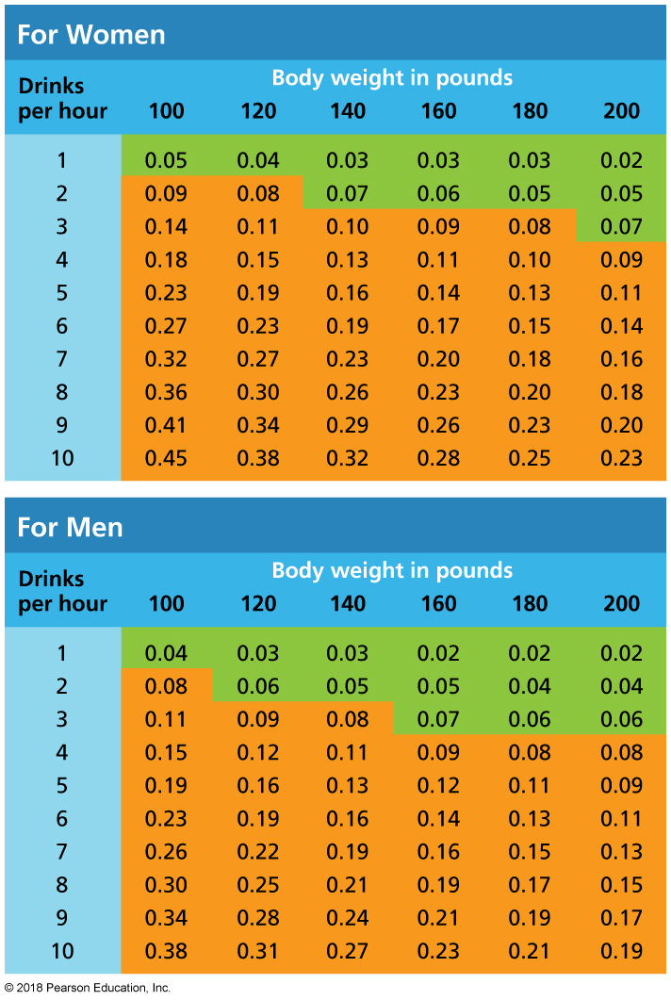 For Women
Drinks per hour Body weight in pounds
100 120 140 160 180 200
1 0.05 0.04 0.03 0.03 0.03 0.02
2 0.09 0.08 0.07 0.06 0.05 0.05
3 0.14 0.11 0.10 0.09 0.08 0.07
4 0.18 0.15 0.13 0.11 0.10 0.09
5 0.23 0.19 0.16 0.14 0.13 0.11
6 0.27 0.23 0.19 0.17 0.15 0.14
7 0.32 0.27 0.23 0.20 0.18 0.16
8 0.36 0.30 0.26 0.23 0.20 0.18
9 0.41 0.34 0.29 0.26 0.23 0.20
10 0.45 0.38 0.32 0.28 0.25 0.23
For Men
Drinks per hour Body weight in pounds
100 120 140 160 180 200
1 0.04 0.03 0.03 0.02 0.02 0.02
2 0.08 0.06 0.05 0.05 0.04 0.04
3 0.11 0.09 0.08 0.07 0.06 0.06
4 0.15 0.12 0.11 0.09 0.08 0.08
5 0.19 0.16 0.13 0.12 0.11 0.09
6 0.23 0.19 0.16 0.14 0.13 0.11
7 0.26 0.22 0.19 0.16 0.15 0.13
8 0.30 0.25 0.21 0.19 0.17 0.15
9 0.34 0.28 0.24 0.21 0.19 0.17
10 0.38 0.31 0.27 0.23 0.21 0.19
© 2018 Pearson Education, Inc.